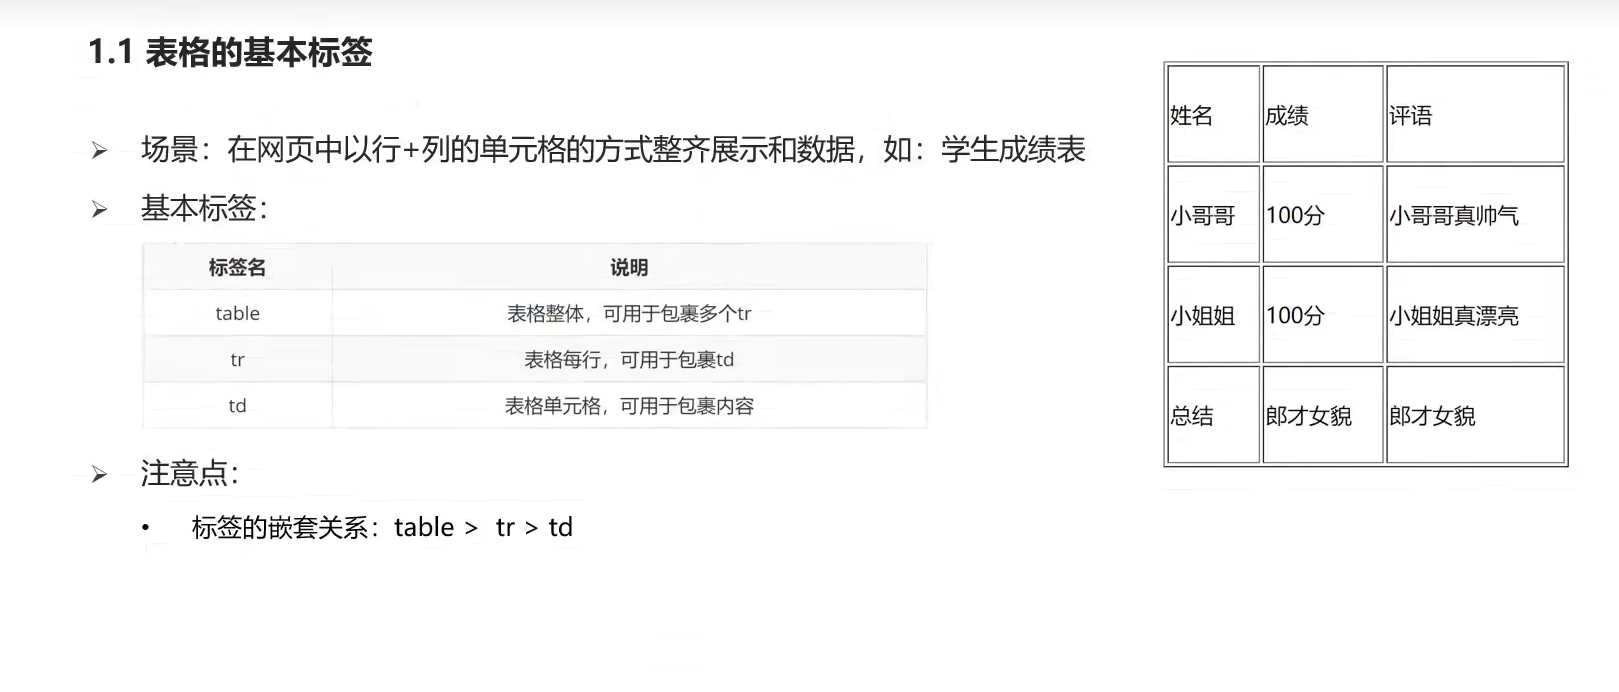 1.1 表格的基本标签
场景：在网页中以行+列的单元格的方式整齐展示和数据，如：学生成绩表
基本标签：
标签名 说明
table 表格整体，可用于包裹多个tr
tr 表格每行，可用于包裹td
td 表格单元格，可用于包裹内容
注意点：
标签的嵌套关系：table > tr > td
姓名 成绩 评语
小哥哥 100分 小哥哥真帅气
小姐姐 100分 小姐姐真漂亮
总结 郎才女貌 郎才女貌